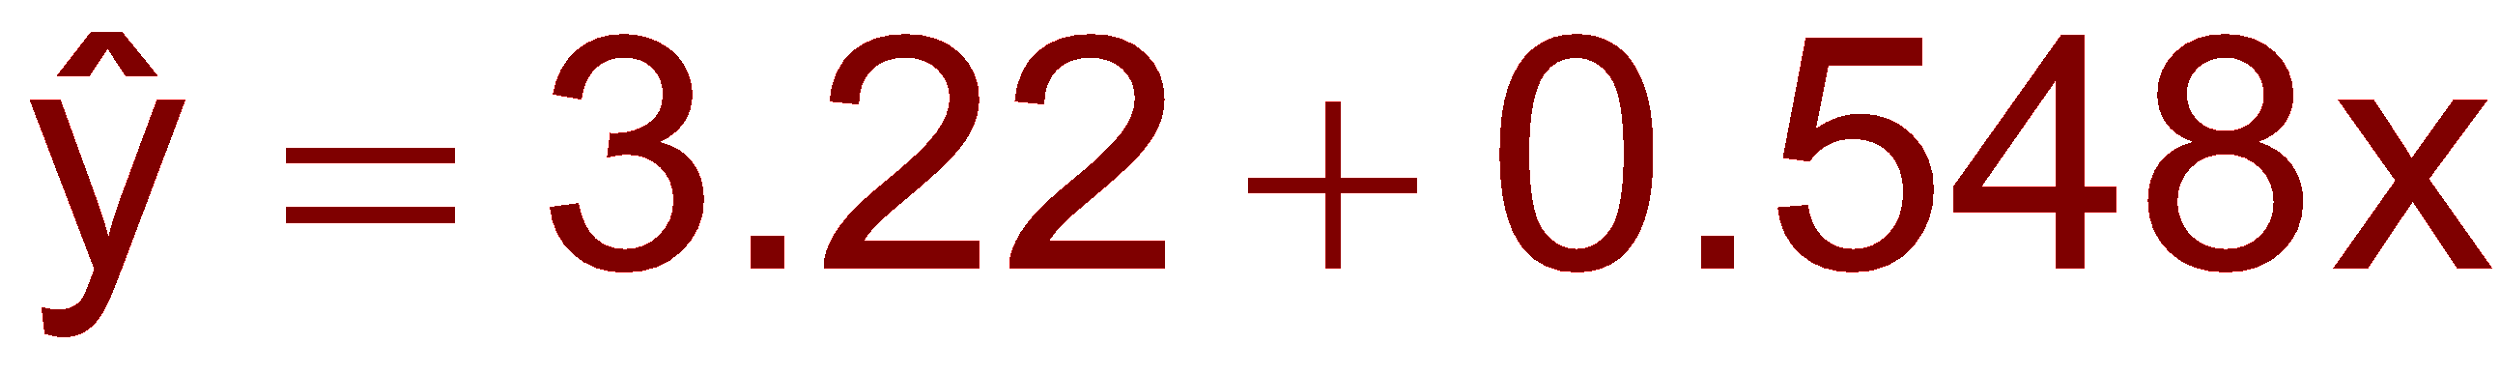 ŷ = 3.22 + 0.548x